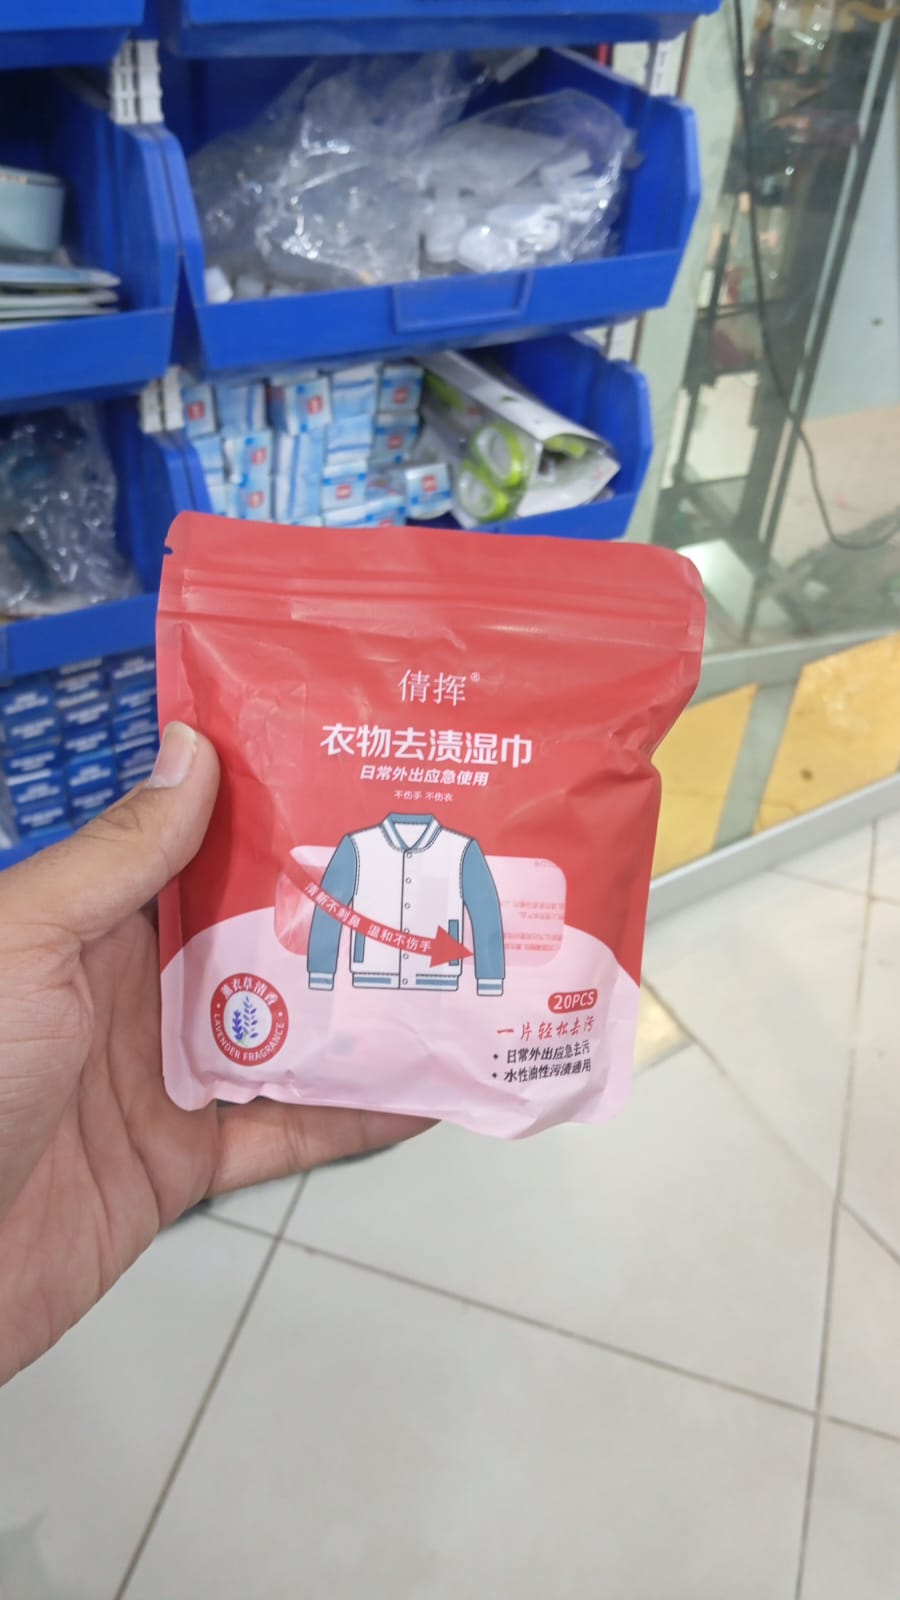 倩挥®
衣物去渍湿巾
日常外出应急使用
不伤手 不伤衣
清新不刺鼻 温和不伤手
薰衣草清香
LAVENDER FRAGRANCE
20PCS
一片轻松去污
• 日常外出应急去污
• 水性油性污渍通用